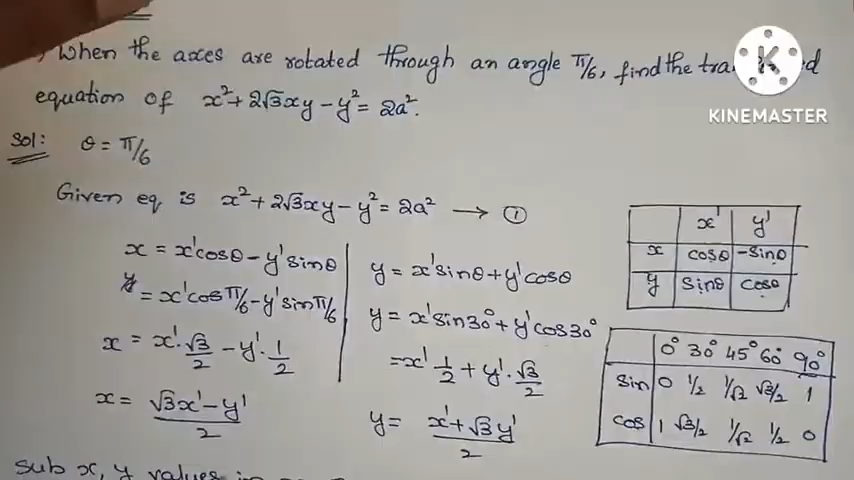 When the axes are rotated through an angle π/6, find the
equation of x² + 2√3xy - y² = 2a².
Sol: θ = π/6
Given eq is x² + 2√3xy - y² = 2a² → ①
x = x'cosθ - y'sinθ
= x'cos π/6 - y'sin π/6
x = x'. √3/2 - y'. 1/2
x = √3x' - y' / 2
y = x'sinθ + y'cosθ
y = x'sin30° + y'cos30°
= x' 1/2 + y'. √3/2
y = x' + √3y' / 2
x' y'
x cosθ -sinθ
y sinθ cosθ
0° 30° 45° 60° 90°
sin 0 1/2 1/√2 √3/2 1
cos 1 √3/2 1/√2 1/2 0
sub x, y values in
K
KINEMASTER